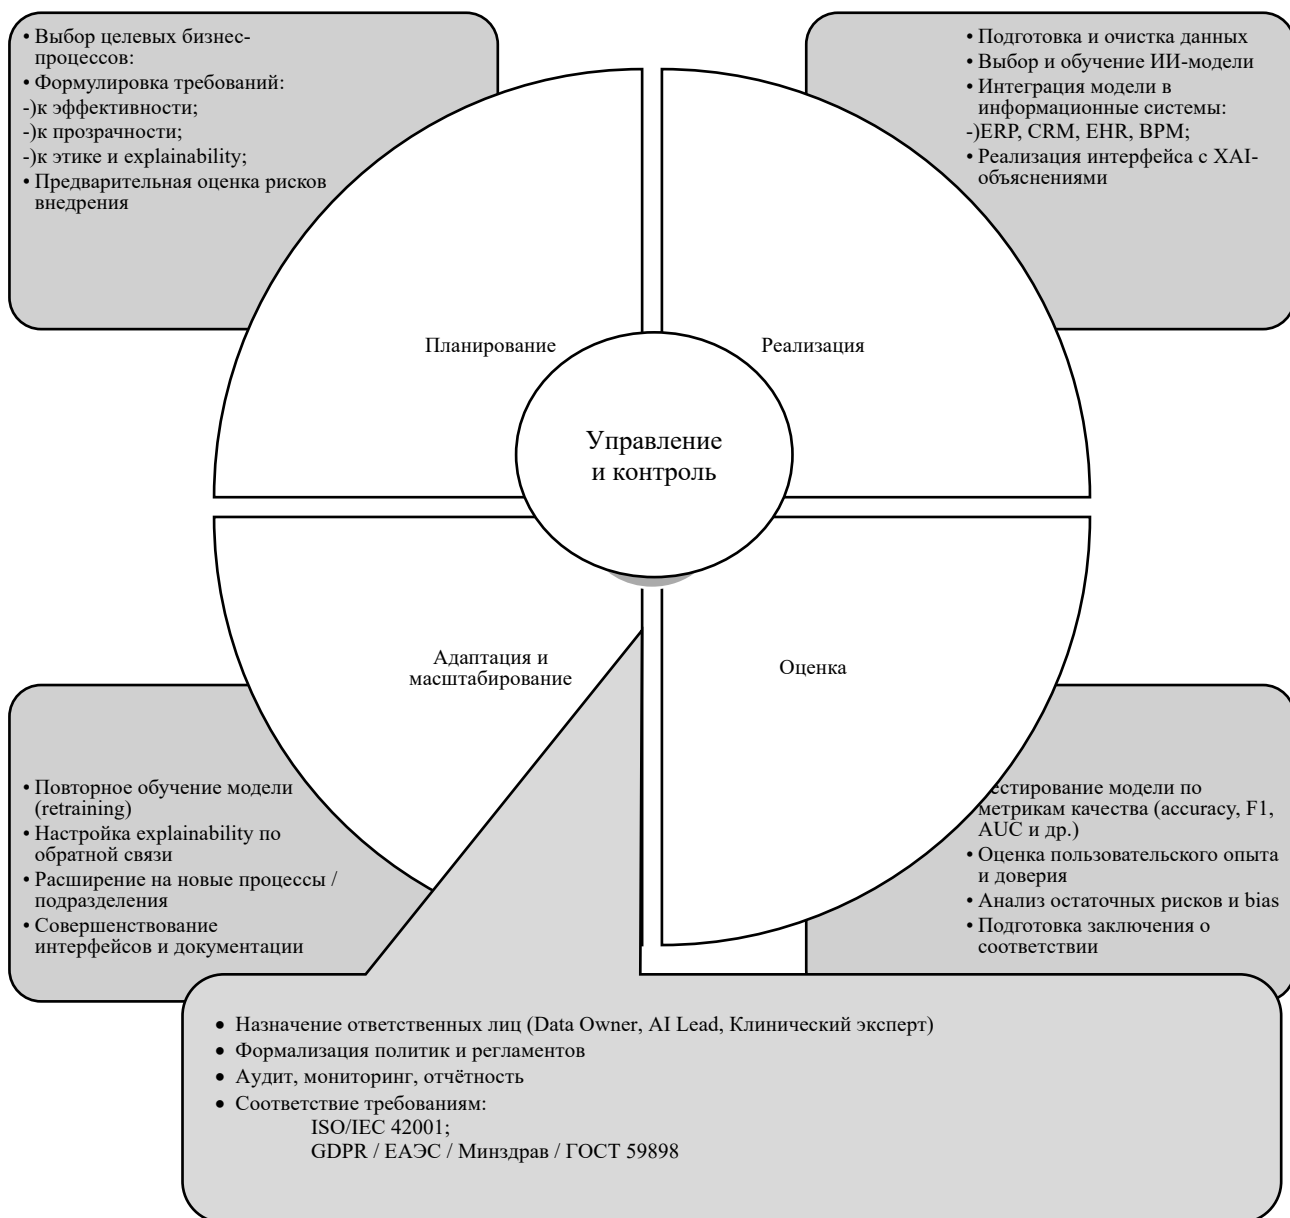 • Выбор целевых бизнес-
процессов:
• Формулировка требований:
-)к эффективности;
-)к прозрачности;
-)к этике и explainability;
• Предварительная оценка рисков
внедрения
• Подготовка и очистка данных
• Выбор и обучение ИИ-модели
• Интеграция модели в
информационные системы:
-)ERP, CRM, EHR, BPM;
• Реализация интерфейса с XAI-
объяснениями
Планирование
Реализация
Управление
и контроль
Адаптация и
масштабирование
Оценка
• Повторное обучение модели
(retraining)
• Настройка explainability по
обратной связи
• Расширение на новые процессы /
подразделения
• Совершенствование
интерфейсов и документации
естирование модели по
метрикам качества (accuracy, F1,
AUC и др.)
• Оценка пользовательского опыта
и доверия
• Анализ остаточных рисков и bias
• Подготовка заключения о
соответствии
• Назначение ответственных лиц (Data Owner, AI Lead, Клинический эксперт)
• Формализация политик и регламентов
• Аудит, мониторинг, отчётность
• Соответствие требованиям:
ISO/IEC 42001;
GDPR / ЕАЭС / Минздрав / ГОСТ 59898